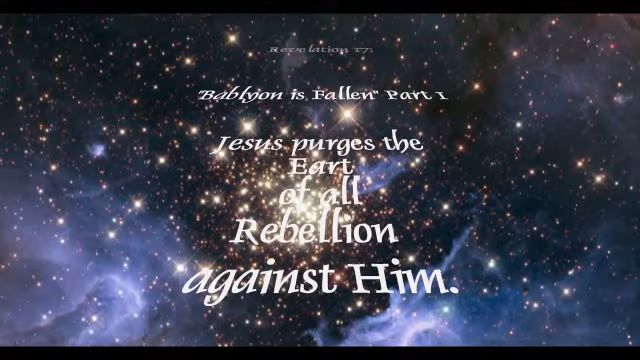 Revelation 17:
"Bablyon is Fallen" Part 1
Jesus purges the
Eart
of all
Rebellion
against Him.